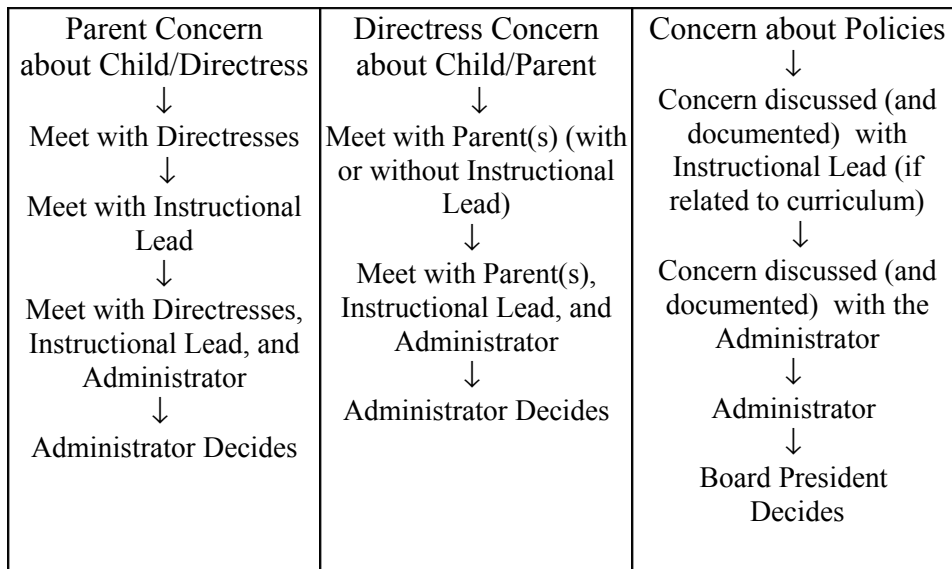 Parent Concern
about Child/Directress
↓
Meet with Directresses
↓
Meet with Instructional
Lead
↓
Meet with Directresses,
Instructional Lead, and
Administrator
↓
Administrator Decides
Directress Concern
about Child/Parent
↓
Meet with Parent(s) (with
or without Instructional
Lead)
↓
Meet with Parent(s),
Instructional Lead, and
Administrator
↓
Administrator Decides
Concern about Policies
↓
Concern discussed (and
documented)  with
Instructional Lead (if
related to curriculum)
↓
Concern discussed (and
documented)  with the
Administrator
↓
Administrator
↓
Board President
Decides